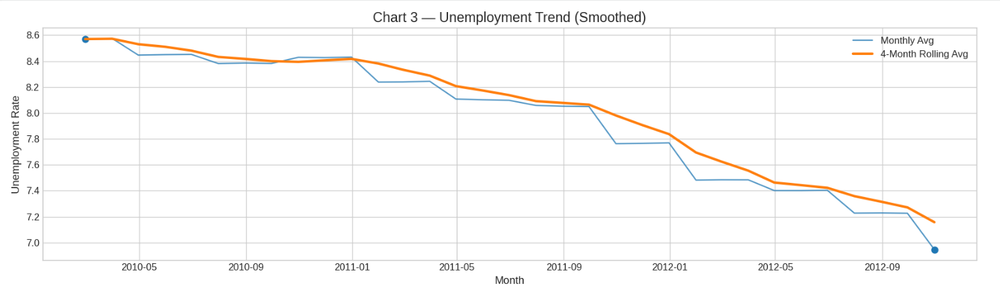 Chart 3 — Unemployment Trend (Smoothed)
Monthly Avg
4-Month Rolling Avg
Unemployment Rate
8.6
8.4
8.2
8.0
7.8
7.6
7.4
7.2
7.0
2010-05 2010-09 2011-01 2011-05 2011-09 2012-01 2012-05 2012-09
Month